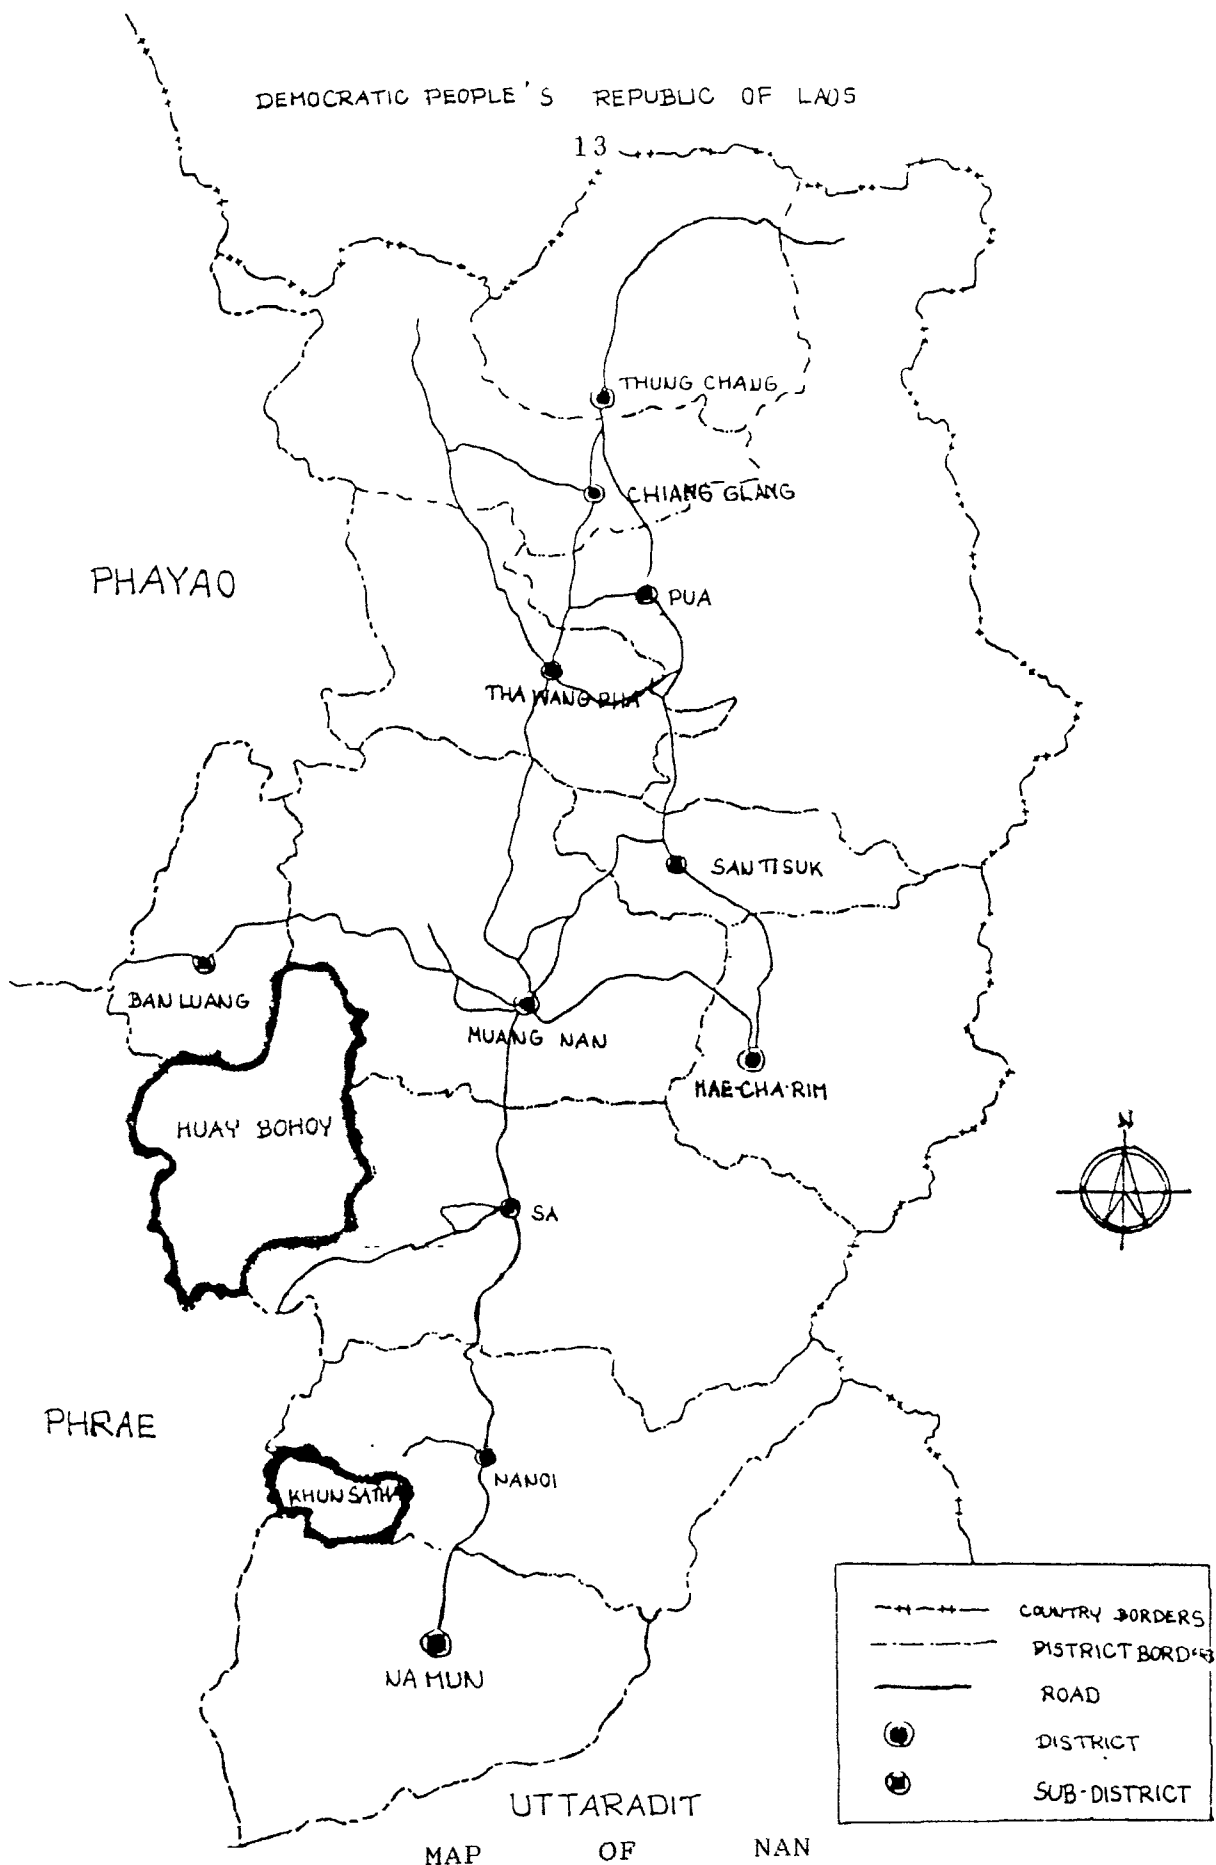 DEMOCRATIC PEOPLE'S REPUBLIC OF LAOS
13
THUNG CHANG
CHIANG GLANG
PHAYAO
PUA
THA WANG PHA
SANTISUK
BAN LUANG
MUANG NAN
MAE-CHA-RIM
HUAY BOHOY
N
SA
PHRAE
NANOI
KHUN SATHA
COUNTRY BORDERS
DISTRICT BORDERS
ROAD
NA MUN
DISTRICT
SUB-DISTRICT
UTTARADIT
MAP OF NAN